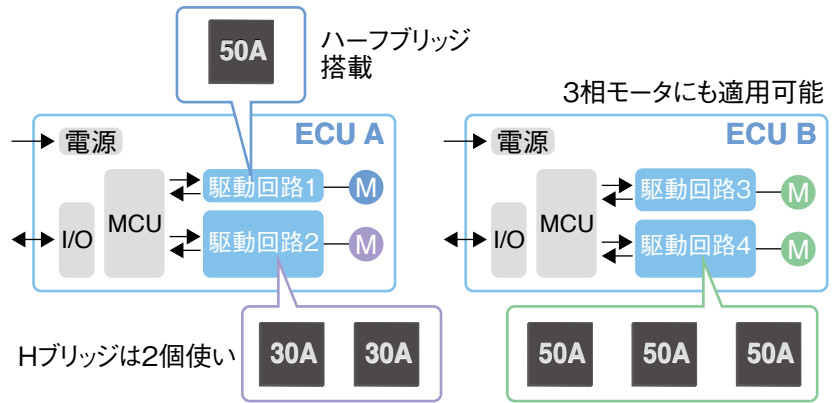 50A
ハーフブリッジ
搭載
3相モータにも適用可能
電源
ECU A
駆動回路1
M
I/O
MCU
駆動回路2
M
電源
ECU B
駆動回路3
M
I/O
MCU
駆動回路4
M
Hブリッジは2個使い
30A
30A
50A
50A
50A